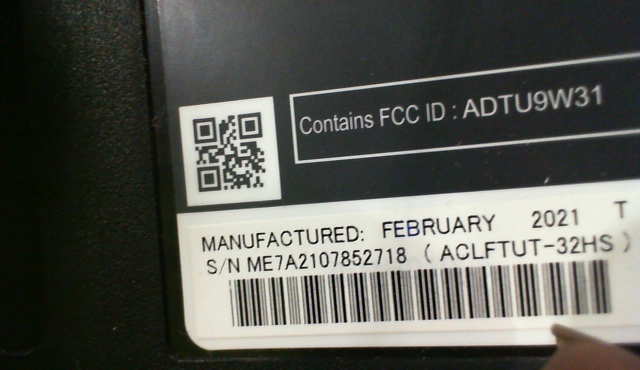 Contains FCC ID : ADTU9W31
MANUFACTURED: FEBRUARY 2021 T
S/N ME7A2107852718 ( ACLFTUT-32HS )